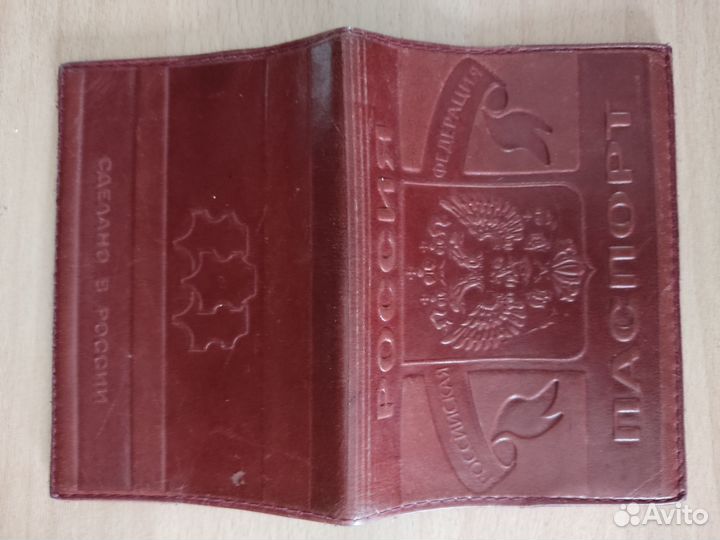 РОССИЯ
РОССИЙСКАЯ
ФЕДЕРАЦИЯ
ПАСПОРТ
СДЕЛАНО В РОССИИ
Avito